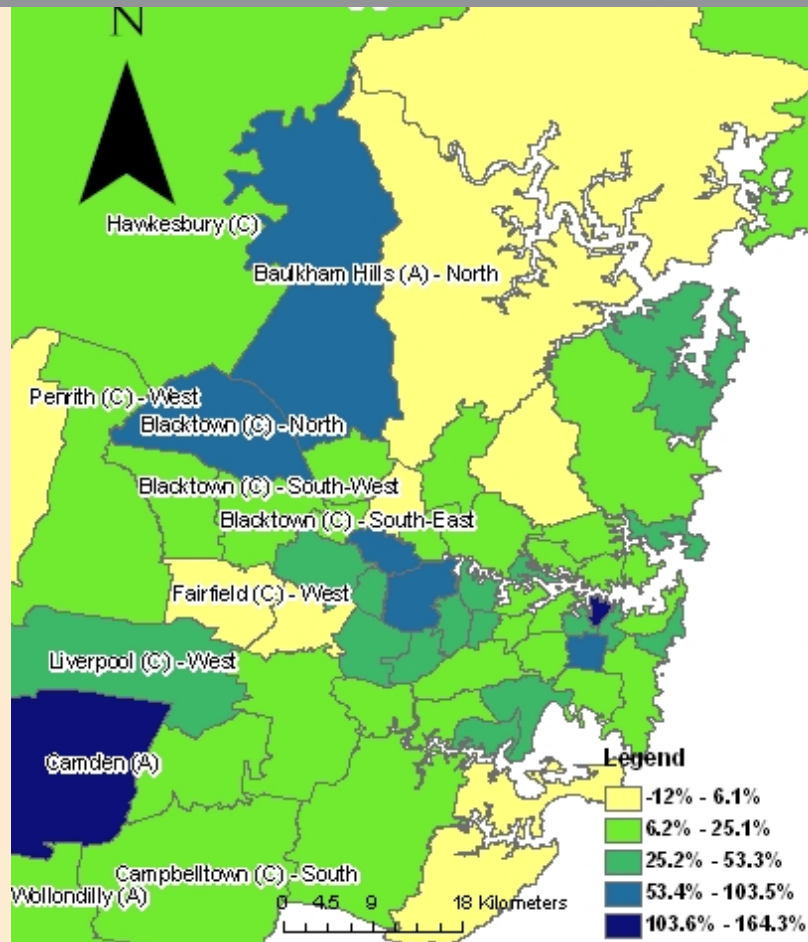 N
Hawkesbury (C)
Baulkham Hills (A) - North
Penrith (C) - West
Blacktown (C) - North
Blacktown (C) - South-West
Blacktown (C) - South-East
Fairfield (C) - West
Liverpool (C) - West
Camden (A)
Campbelltown (C) - South
Wollondilly (A)
0 4.5 9 18 Kilometers
Legend
-12% - 6.1%
6.2% - 25.1%
25.2% - 53.3%
53.4% - 103.5%
103.6% - 164.3%